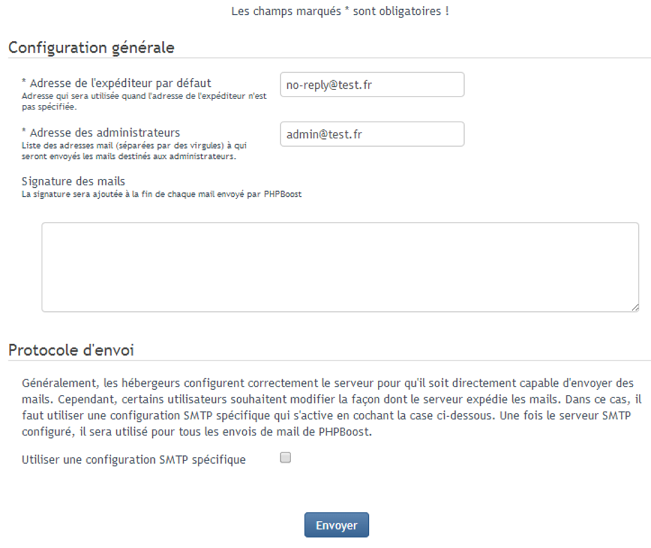 Les champs marqués * sont obligatoires !
Configuration générale
* Adresse de l'expéditeur par défaut
no-reply@test.fr
Adresse qui sera utilisée quand l'adresse de l'expéditeur n'est
pas spécifiée.
* Adresse des administrateurs
admin@test.fr
Liste des adresses mail (séparées par des virgules) à qui
seront envoyés les mails destinés aux administrateurs.
Signature des mails
La signature sera ajoutée à la fin de chaque mail envoyé par PHPBoost
Protocole d'envoi
Généralement, les hébergeurs configurent correctement le serveur pour qu'il soit directement capable d'envoyer des
mails. Cependant, certains utilisateurs souhaitent modifier la façon dont le serveur expédie les mails. Dans ce cas, il
faut utiliser une configuration SMTP spécifique qui s'active en cochant la case ci-dessous. Une fois le serveur SMTP
configuré, il sera utilisé pour tous les envois de mail de PHPBoost.
Utiliser une configuration SMTP spécifique
Envoyer